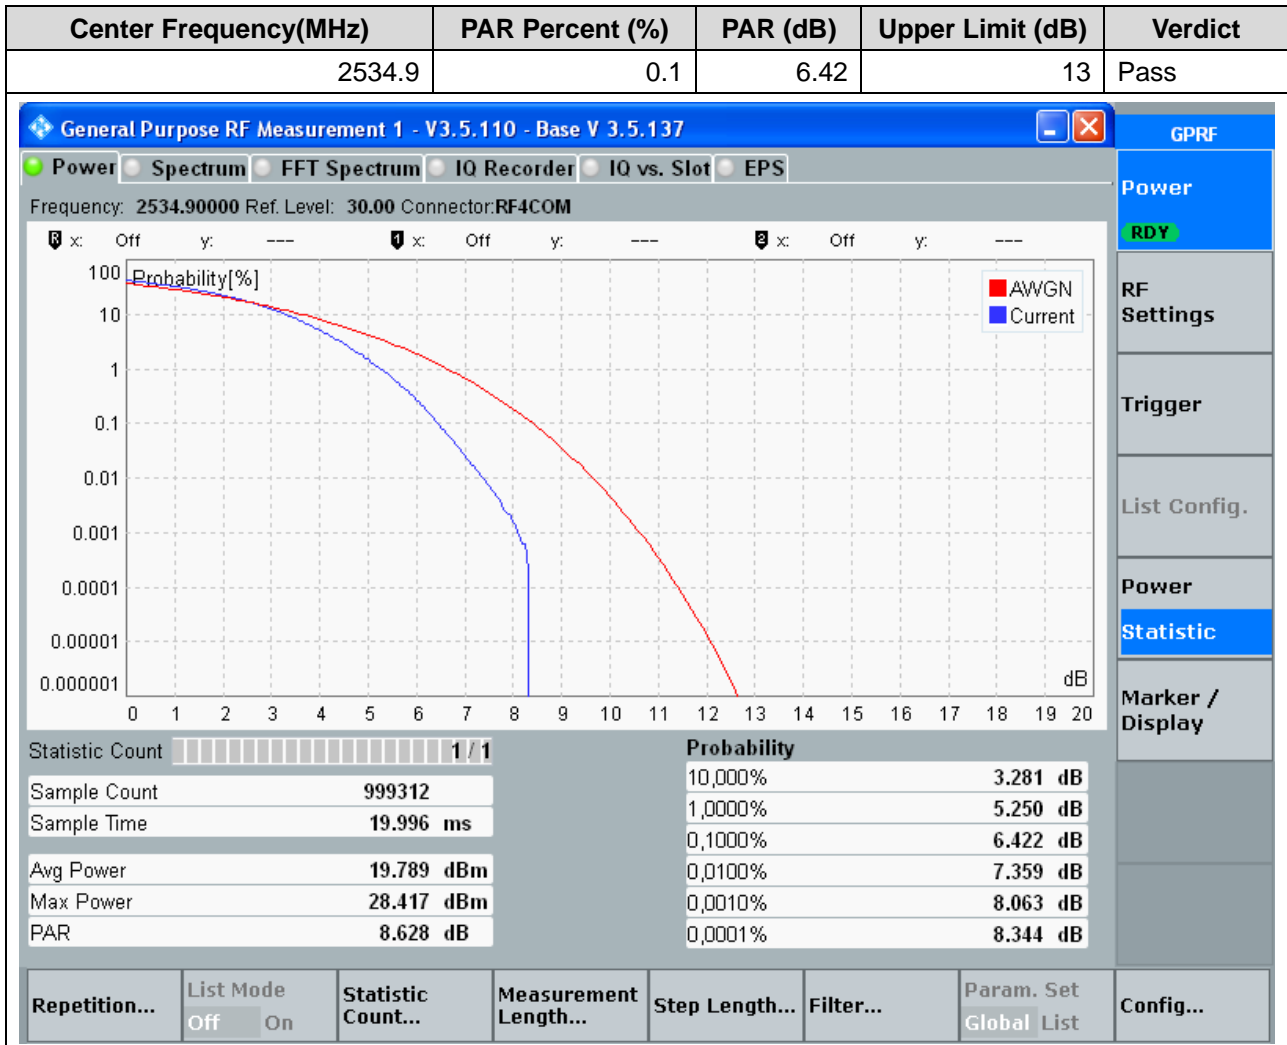 Center Frequency(MHz) PAR Percent (%) PAR (dB) Upper Limit (dB) Verdict
2534.9 0.1 6.42 13 Pass
General Purpose RF Measurement 1 - V3.5.110 - Base V 3.5.137
GPRF
Power Spectrum FFT Spectrum IQ Recorder IQ vs. Slot EPS
Frequency: 2534.90000 Ref. Level: 30.00 Connector:RF4COM
R x: Off y: --- 1 x: Off y: --- 2 x: Off y: ---
Probability[%]
100
10
1
0.1
0.01
0.001
0.0001
0.00001
0.000001
AWGN
Current
dB
0 1 2 3 4 5 6 7 8 9 10 11 12 13 14 15 16 17 18 19 20
Statistic Count 1 / 1
Sample Count 999312
Sample Time 19.996 ms
Avg Power 19.789 dBm
Max Power 28.417 dBm
PAR 8.628 dB
Probability
10,000% 3.281 dB
1,0000% 5.250 dB
0,1000% 6.422 dB
0,0100% 7.359 dB
0,0010% 8.063 dB
0,0001% 8.344 dB
Power
RDY
RF
Settings
Trigger
List Config.
Power
Statistic
Marker /
Display
Repetition...
List Mode
Off On
Statistic
Count...
Measurement
Length...
Step Length...
Filter...
Param. Set
Global List
Config...